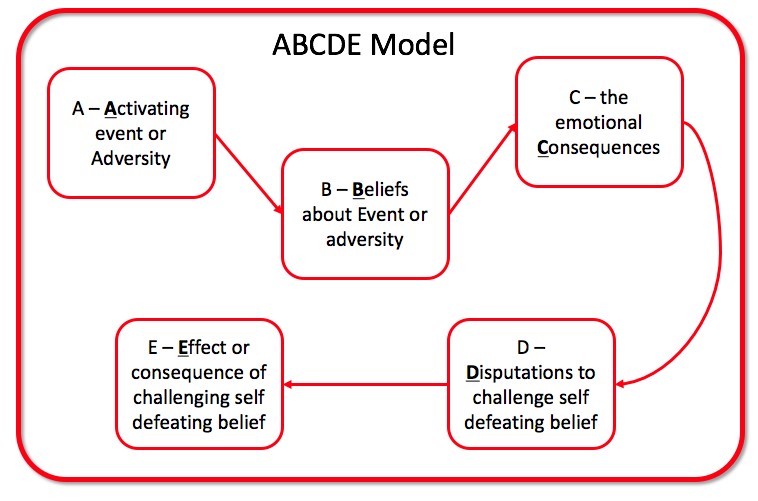 ABCDE Model
A – Activating
event or
Adversity
B – Beliefs
about Event or
adversity
C – the
emotional
Consequences
D –
Disputations to
challenge self
defeating belief
E – Effect or
consequence of
challenging self
defeating belief